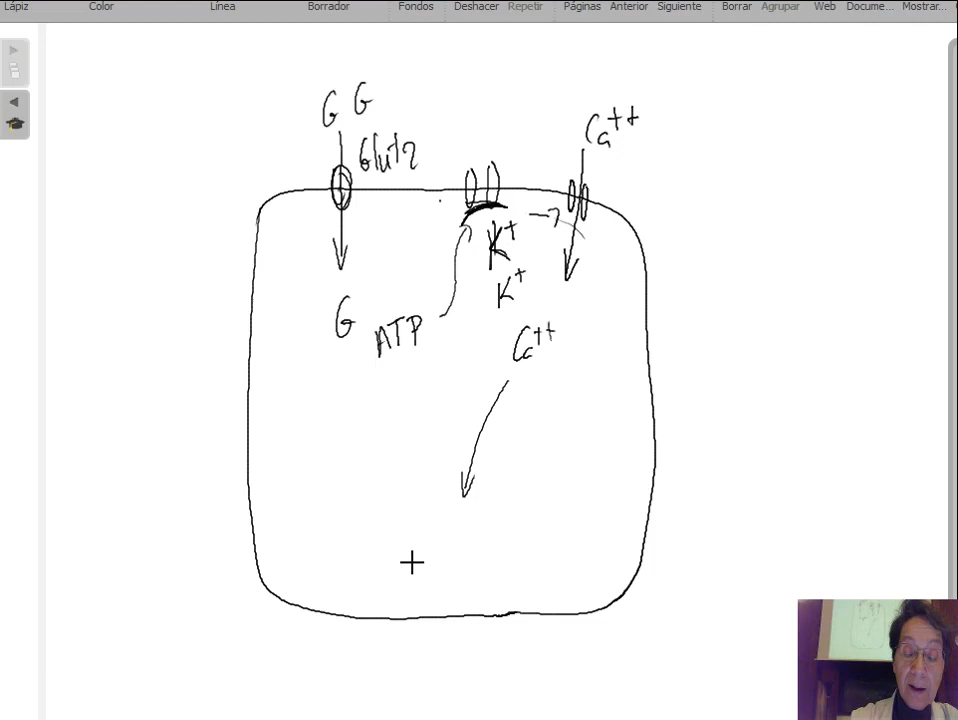 Lápiz Color Línea Borrador Fondos Deshacer Repetir Páginas Anterior Siguiente Borrar Agrupar Web Docume... Mostrar...
G G
Ca++
Glut2
K+
K+
G
ATP
Ca++